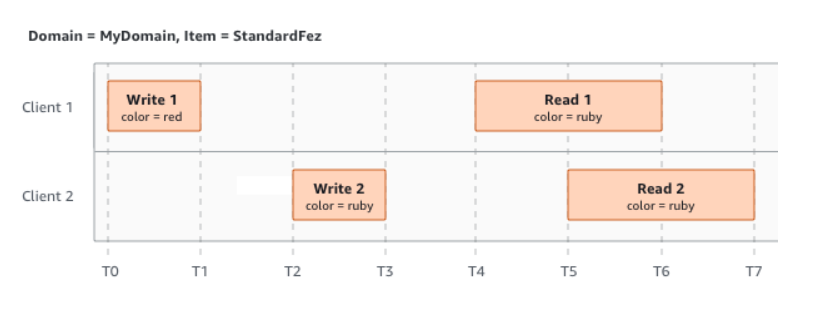 Domain = MyDomain, Item = StandardFez
Client 1
Write 1
color = red
Read 1
color = ruby
Client 2
Write 2
color = ruby
Read 2
color = ruby
T0 T1 T2 T3 T4 T5 T6 T7